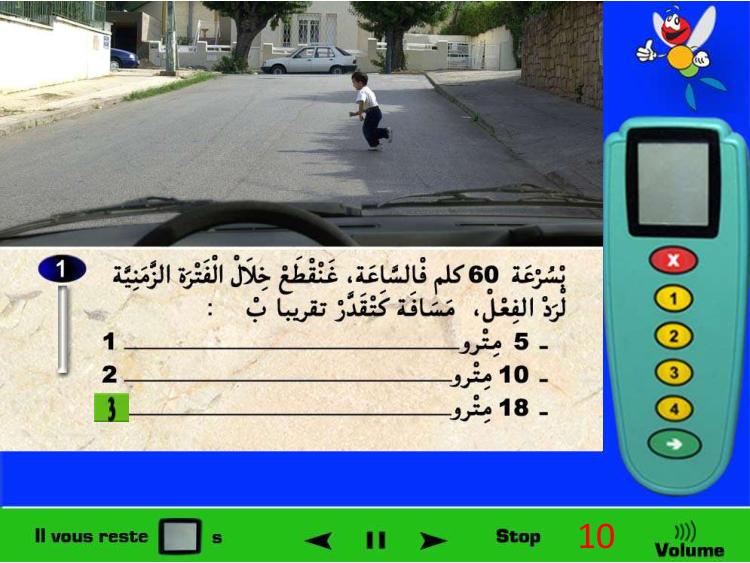 1
بْسُرْعَة 60 كلم فْالسَّاعَة، غَنْقْطَعْ خِلَالْ الْفَتْرَة الزَّمَنِيَّة
لْرَدْ الفِعْلْ، مَسَافَة كَتْقَدَّرْ تقريبا بْ :
- 5 مِتْرو 1
- 10 مِتْرو 2
- 18 مِتْرو 3
X
1
2
3
4
Il vous reste s
Stop
10
Volume